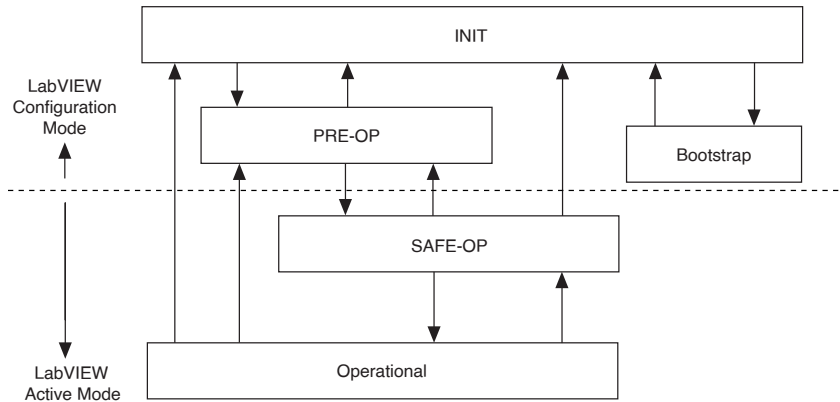 INIT
LabVIEW
Configuration
Mode
PRE-OP
Bootstrap
SAFE-OP
Operational
LabVIEW
Active Mode